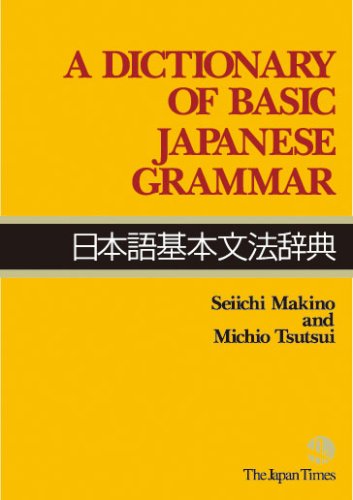 A DICTIONARY
OF BASIC
JAPANESE
GRAMMAR
日本語基本文法辞典
Seiichi Makino
and
Michio Tsutsui
The Japan Times